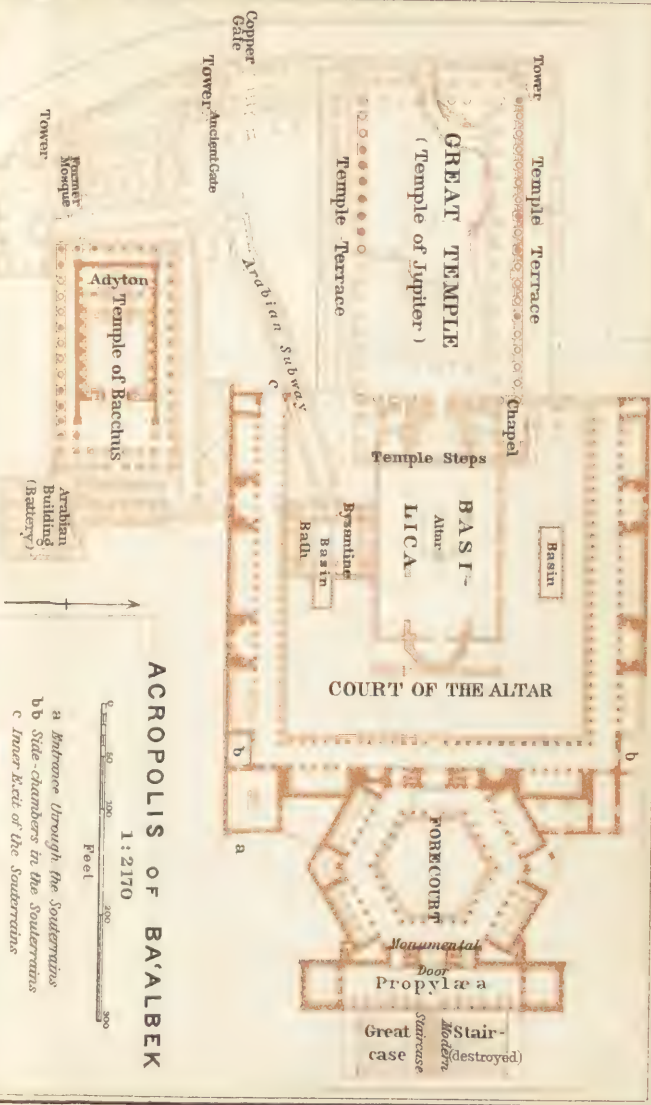 Copper
Gate
Tower
Ancient Gate
Tower
Former
Mosque
Tower
Temple Terrace
GREAT TEMPLE
(Temple of Jupiter)
Temple Terrace
Arabian Subway
c
Adyton
Temple of Bacchus
Arabian
Building
(Battery)
Chapel
Temple Steps
BASI-
Altar
LICA
Basin
Bysantine
Basin
Bath
COURT OF THE ALTAR
b
b
a
FORECOURT
Monumental
Door
Propylæa
Great Stair-
case (destroyed)
Modern
Staircase
ACROPOLIS OF BA'ALBEK
1:2170
0 50 100 200 300
Feet
a Entrance through the Souterrains
bb Side-chambers in the Souterrains
c Inner Exit of the Souterrains